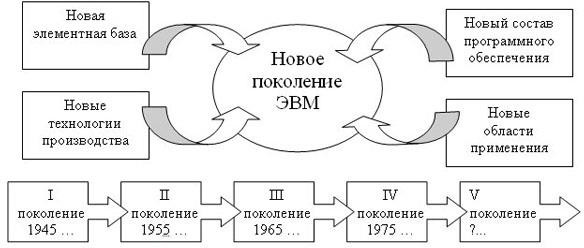 Новая
элементная база
Новые
технологии
производства
Новое
поколение
ЭВМ
Новый состав
программного
обеспечения
Новые
области
применения
I
поколение
1945 ...
II
поколение
1955 ...
III
поколение
1965 ...
IV
поколение
1975 ...
V
поколение
?...